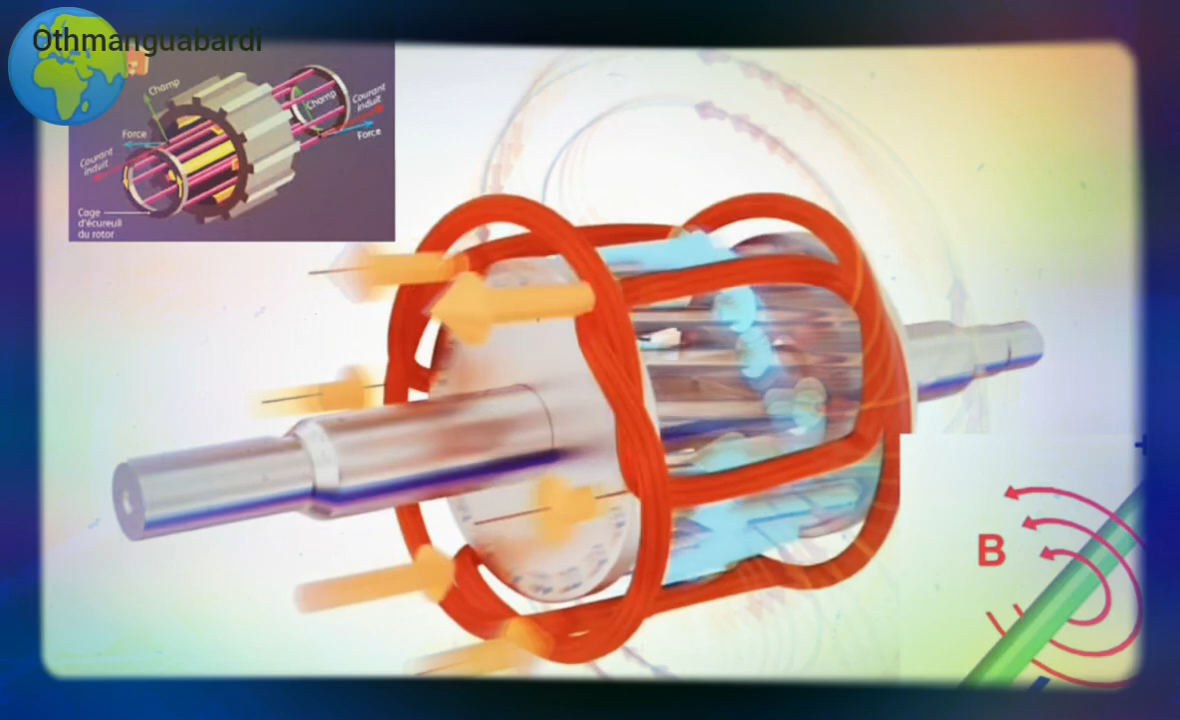 Othmanguabardi
Champ
Champ
Courant
induit
Force
Force
Courant
induit
Cage
d'écureuil
du rotor
B